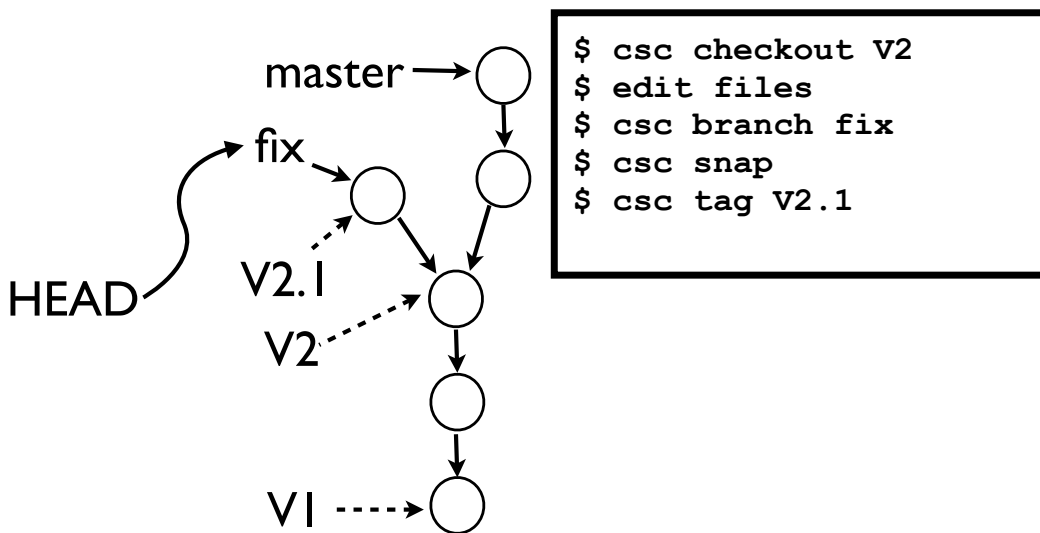 master
fix
V2.1
HEAD
V2
V1
$ csc checkout V2
$ edit files
$ csc branch fix
$ csc snap
$ csc tag V2.1